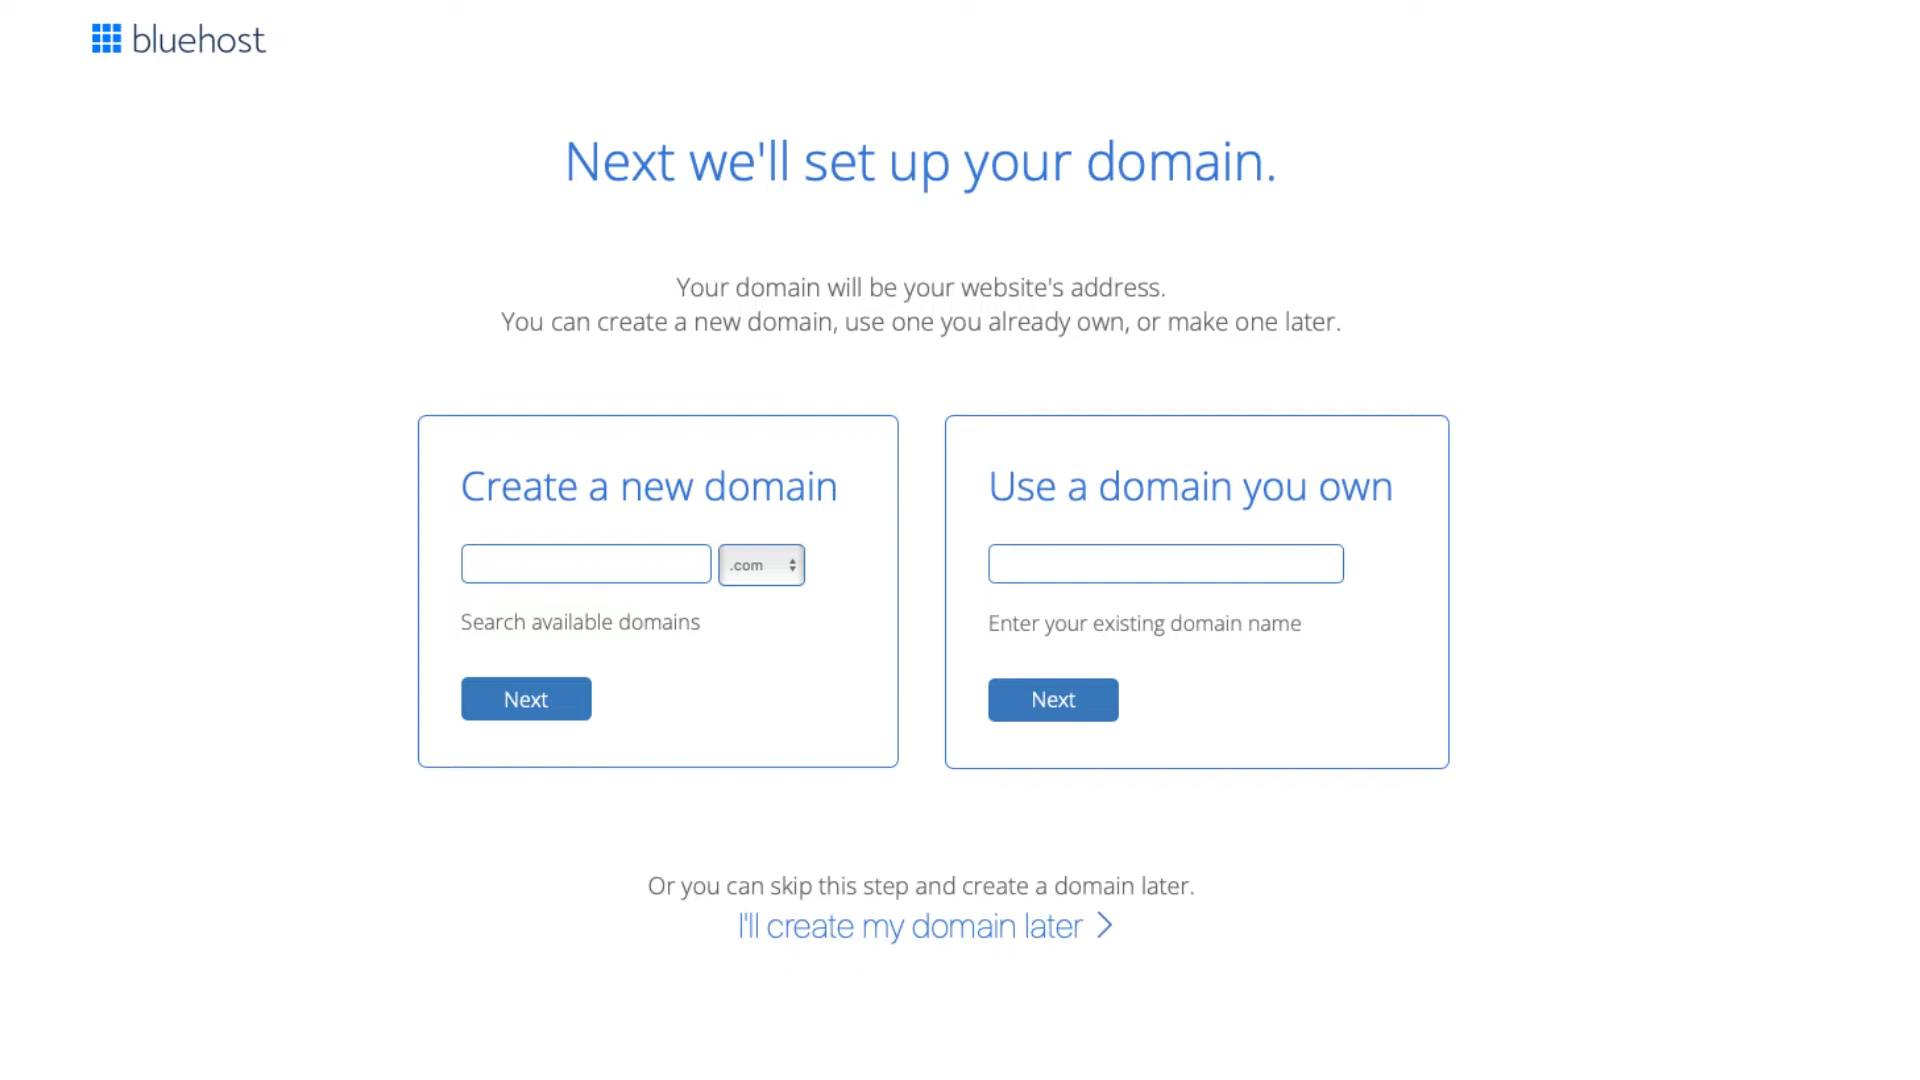 bluehost
Next we'll set up your domain.
Your domain will be your website's address.
You can create a new domain, use one you already own, or make one later.
Create a new domain
.com
Search available domains
Next
Use a domain you own
Enter your existing domain name
Next
Or you can skip this step and create a domain later.
I'll create my domain later